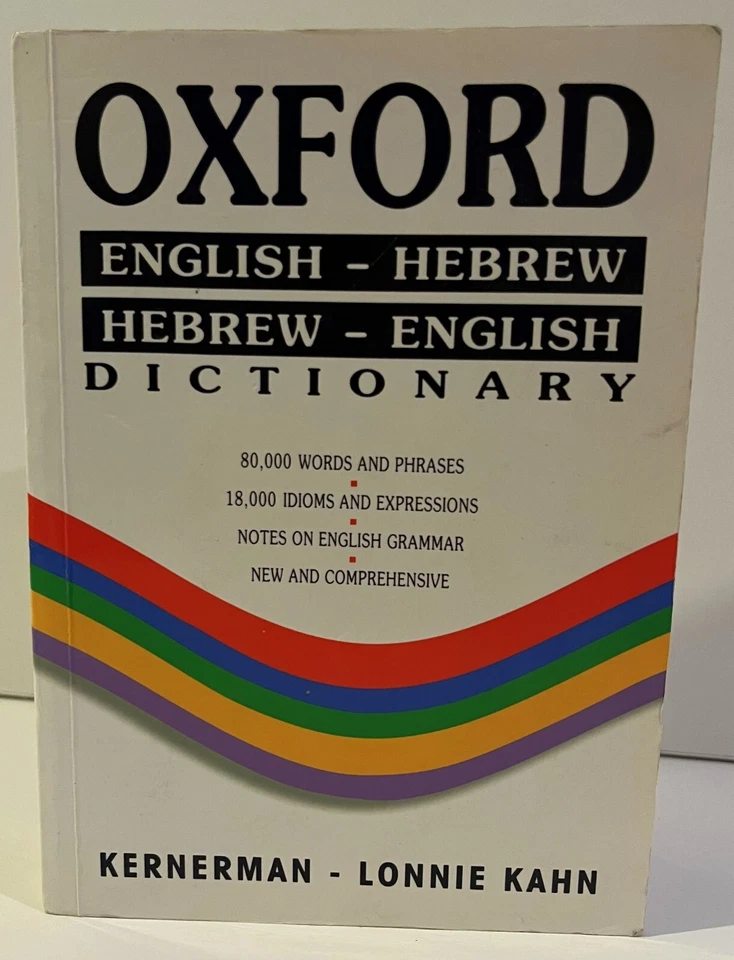 OXFORD
ENGLISH – HEBREW
HEBREW – ENGLISH
DICTIONARY
80,000 WORDS AND PHRASES
18,000 IDIOMS AND EXPRESSIONS
NOTES ON ENGLISH GRAMMAR
NEW AND COMPREHENSIVE
KERNERMAN - LONNIE KAHN